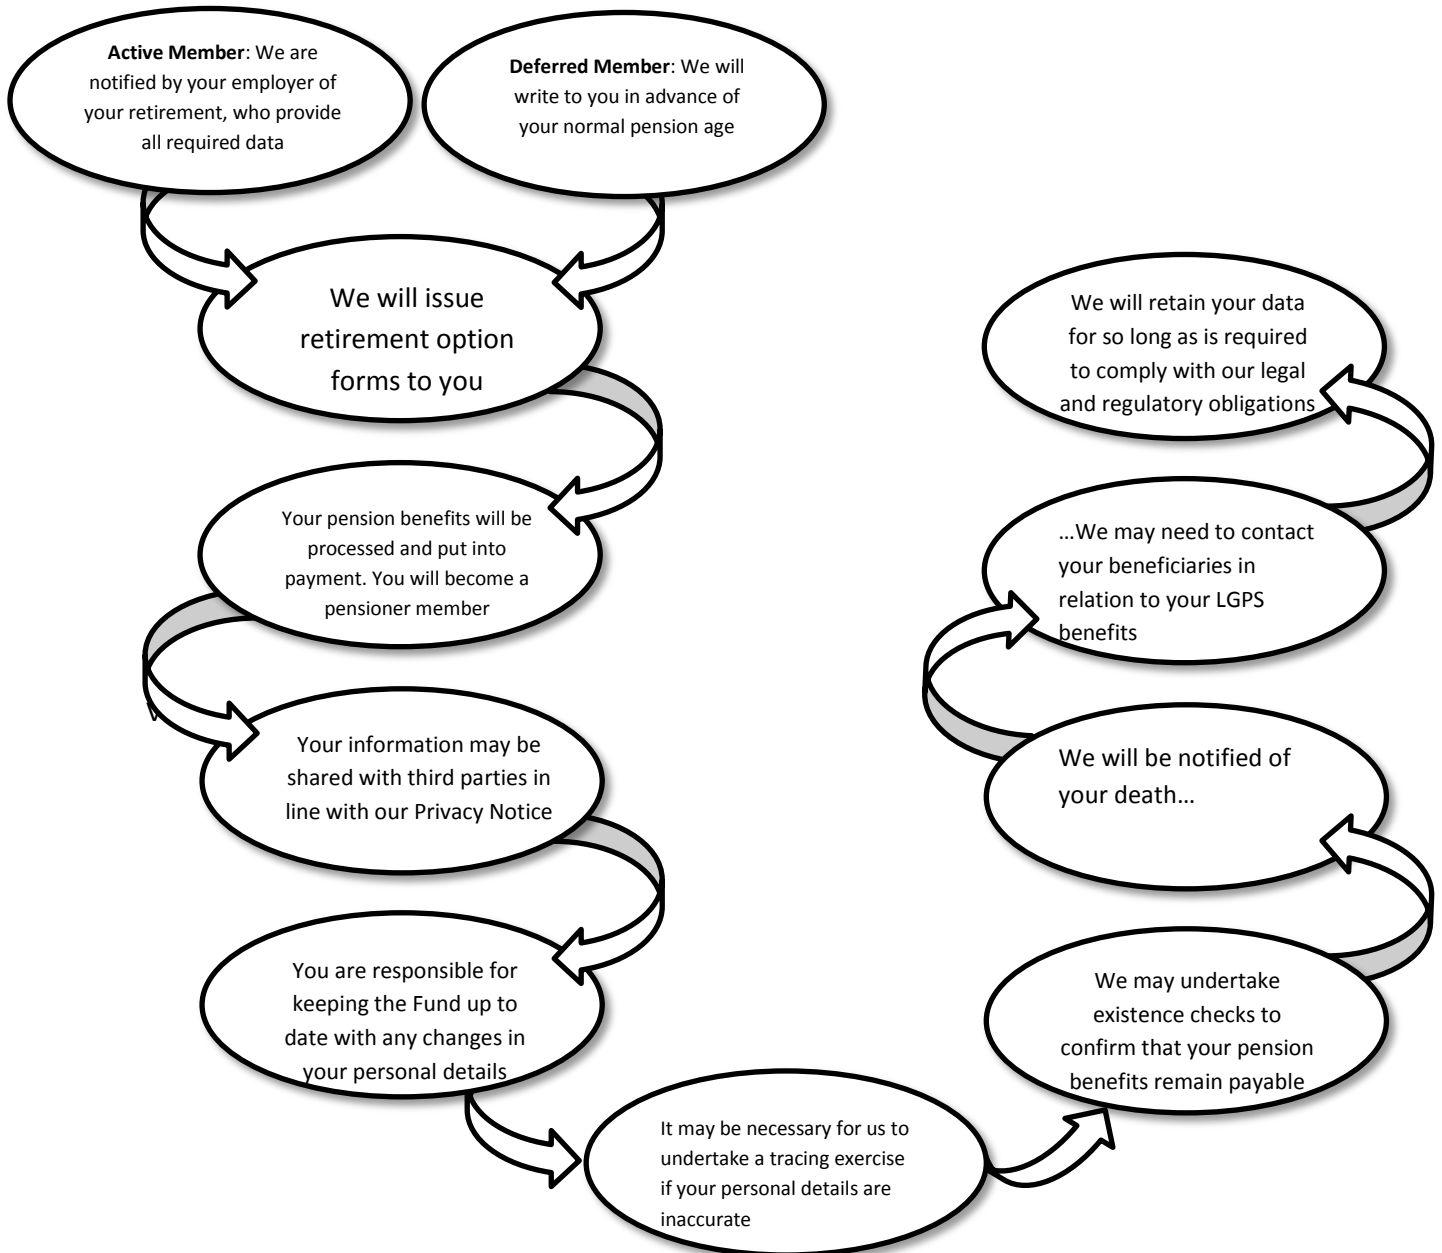 Active Member: We are
notified by your employer of
your retirement, who provide
all required data
Deferred Member: We will
write to you in advance of
your normal pension age
We will issue
retirement option
forms to you
Your pension benefits will be
processed and put into
payment. You will become a
pensioner member
Your information may be
shared with third parties in
line with our Privacy Notice
You are responsible for
keeping the Fund up to
date with any changes in
your personal details
It may be necessary for us to
undertake a tracing exercise
if your personal details are
inaccurate
We may undertake
existence checks to
confirm that your pension
benefits remain payable
We will be notified of
your death…
…We may need to contact
your beneficiaries in
relation to your LGPS
benefits
We will retain your data
for so long as is required
to comply with our legal
and regulatory obligations